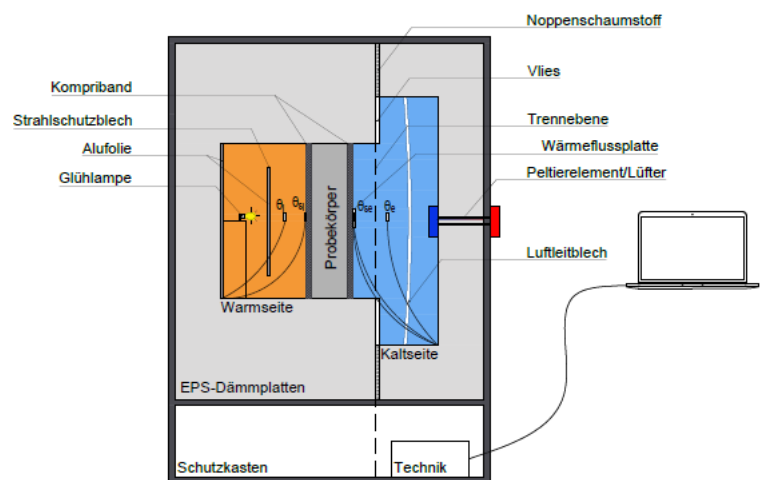 Noppenschaumstoff
Kompriband
Vlies
Strahlschutzblech
Trennebene
Alufolie
Wärmeflussplatte
Glühlampe
Peltierelement/Lüfter
θi
θsi
Probekörper
θse
θe
Luftleitblech
Warmseite
Kaltseite
EPS-Dämmplatten
Schutzkasten
Technik